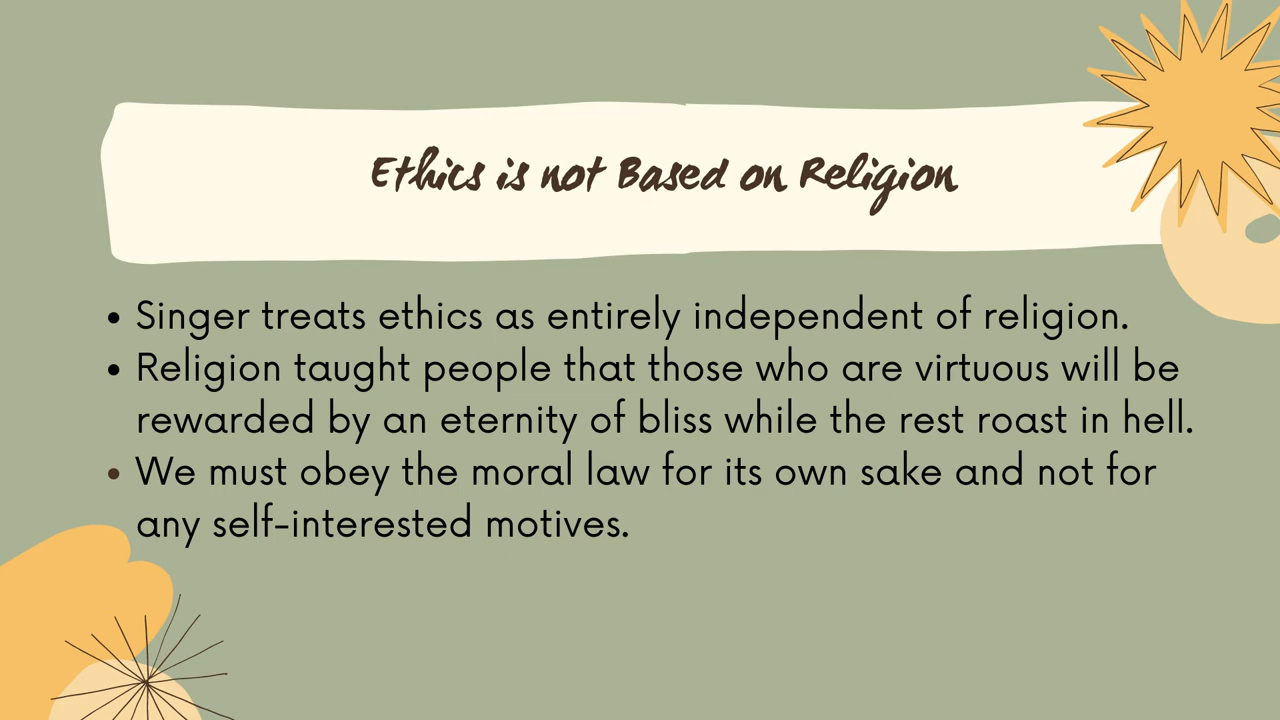 Ethics is not Based on Religion
• Singer treats ethics as entirely independent of religion.
• Religion taught people that those who are virtuous will be
rewarded by an eternity of bliss while the rest roast in hell.
• We must obey the moral law for its own sake and not for
any self-interested motives.